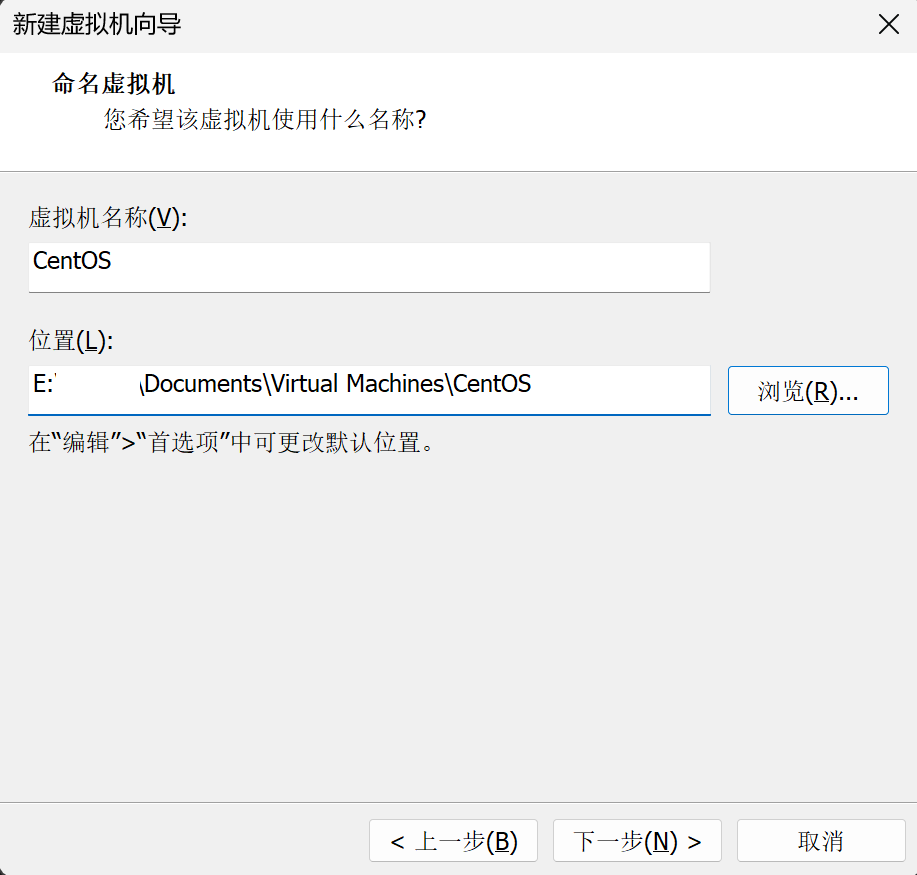 新建虚拟机向导
命名虚拟机
您希望该虚拟机使用什么名称?
虚拟机名称(V):
CentOS
位置(L):
E:\Documents\Virtual Machines\CentOS
浏览(R)...
在“编辑”>“首选项”中可更改默认位置。
< 上一步(B)
下一步(N) >
取消